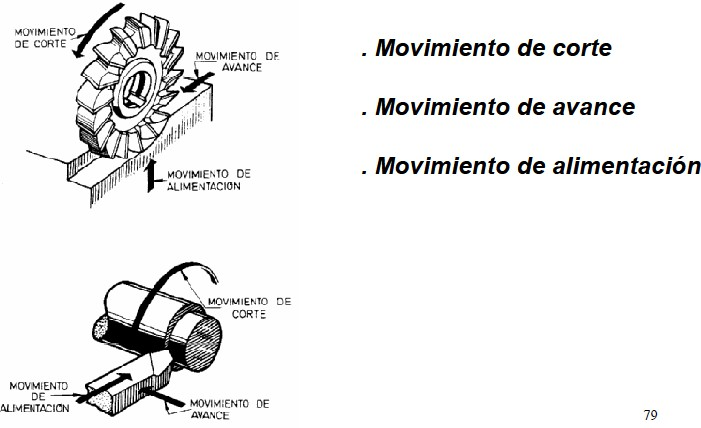 MOVIMIENTO
DE CORTE
MOVIMIENTO DE
AVANCE
MOVIMIENTO DE
ALIMENTACION
. Movimiento de corte
. Movimiento de avance
. Movimiento de alimentación
MOVIMIENTO DE
CORTE
MOVIMIENTO
DE
ALIMENTACIÓN
MOVIMIENTO DE
AVANCE
79